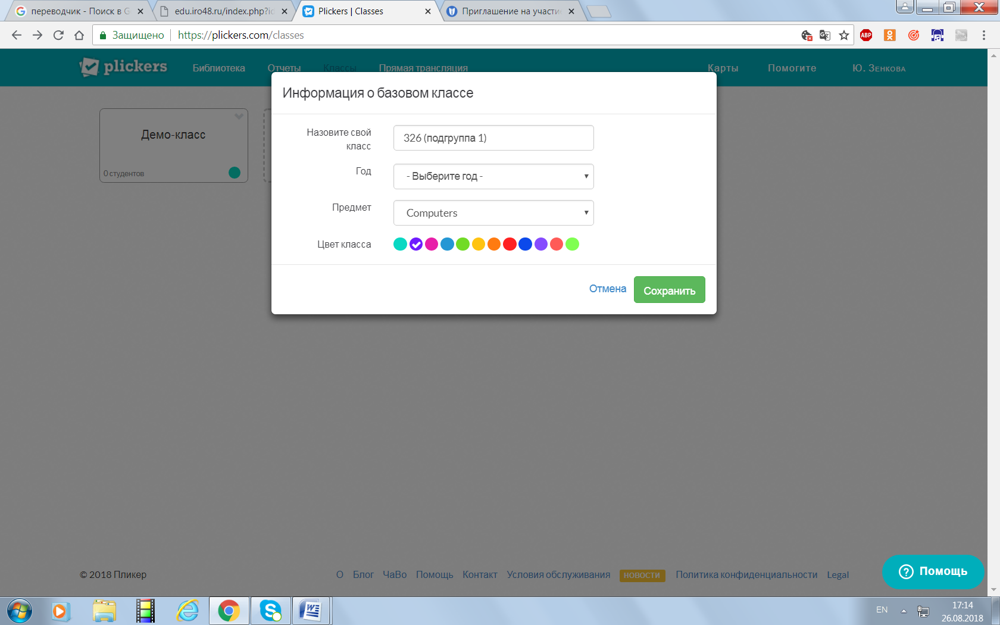 переводчик - Поиск в G
edu.iro48.ru/index.php?ic
Plickers | Classes
Приглашение на участие
Защищено
https://plickers.com/classes
ABP
plickers
Библиотека
Отчеты
Классы
Прямая трансляция
Карты
Помогите
Ю. Зенкова
Информация о базовом классе
Демо-класс
0 студентов
Назовите свой
класс
326 (подгруппа 1)
Год
- Выберите год -
Предмет
Computers
Цвет класса
Отмена
Сохранить
© 2018 Пликер
О
Блог
ЧаВо
Помощь
Контакт
Условия обслуживания
НОВОСТИ
Политика конфиденциальности
Legal
Помощь
EN
17:14
26.08.2018